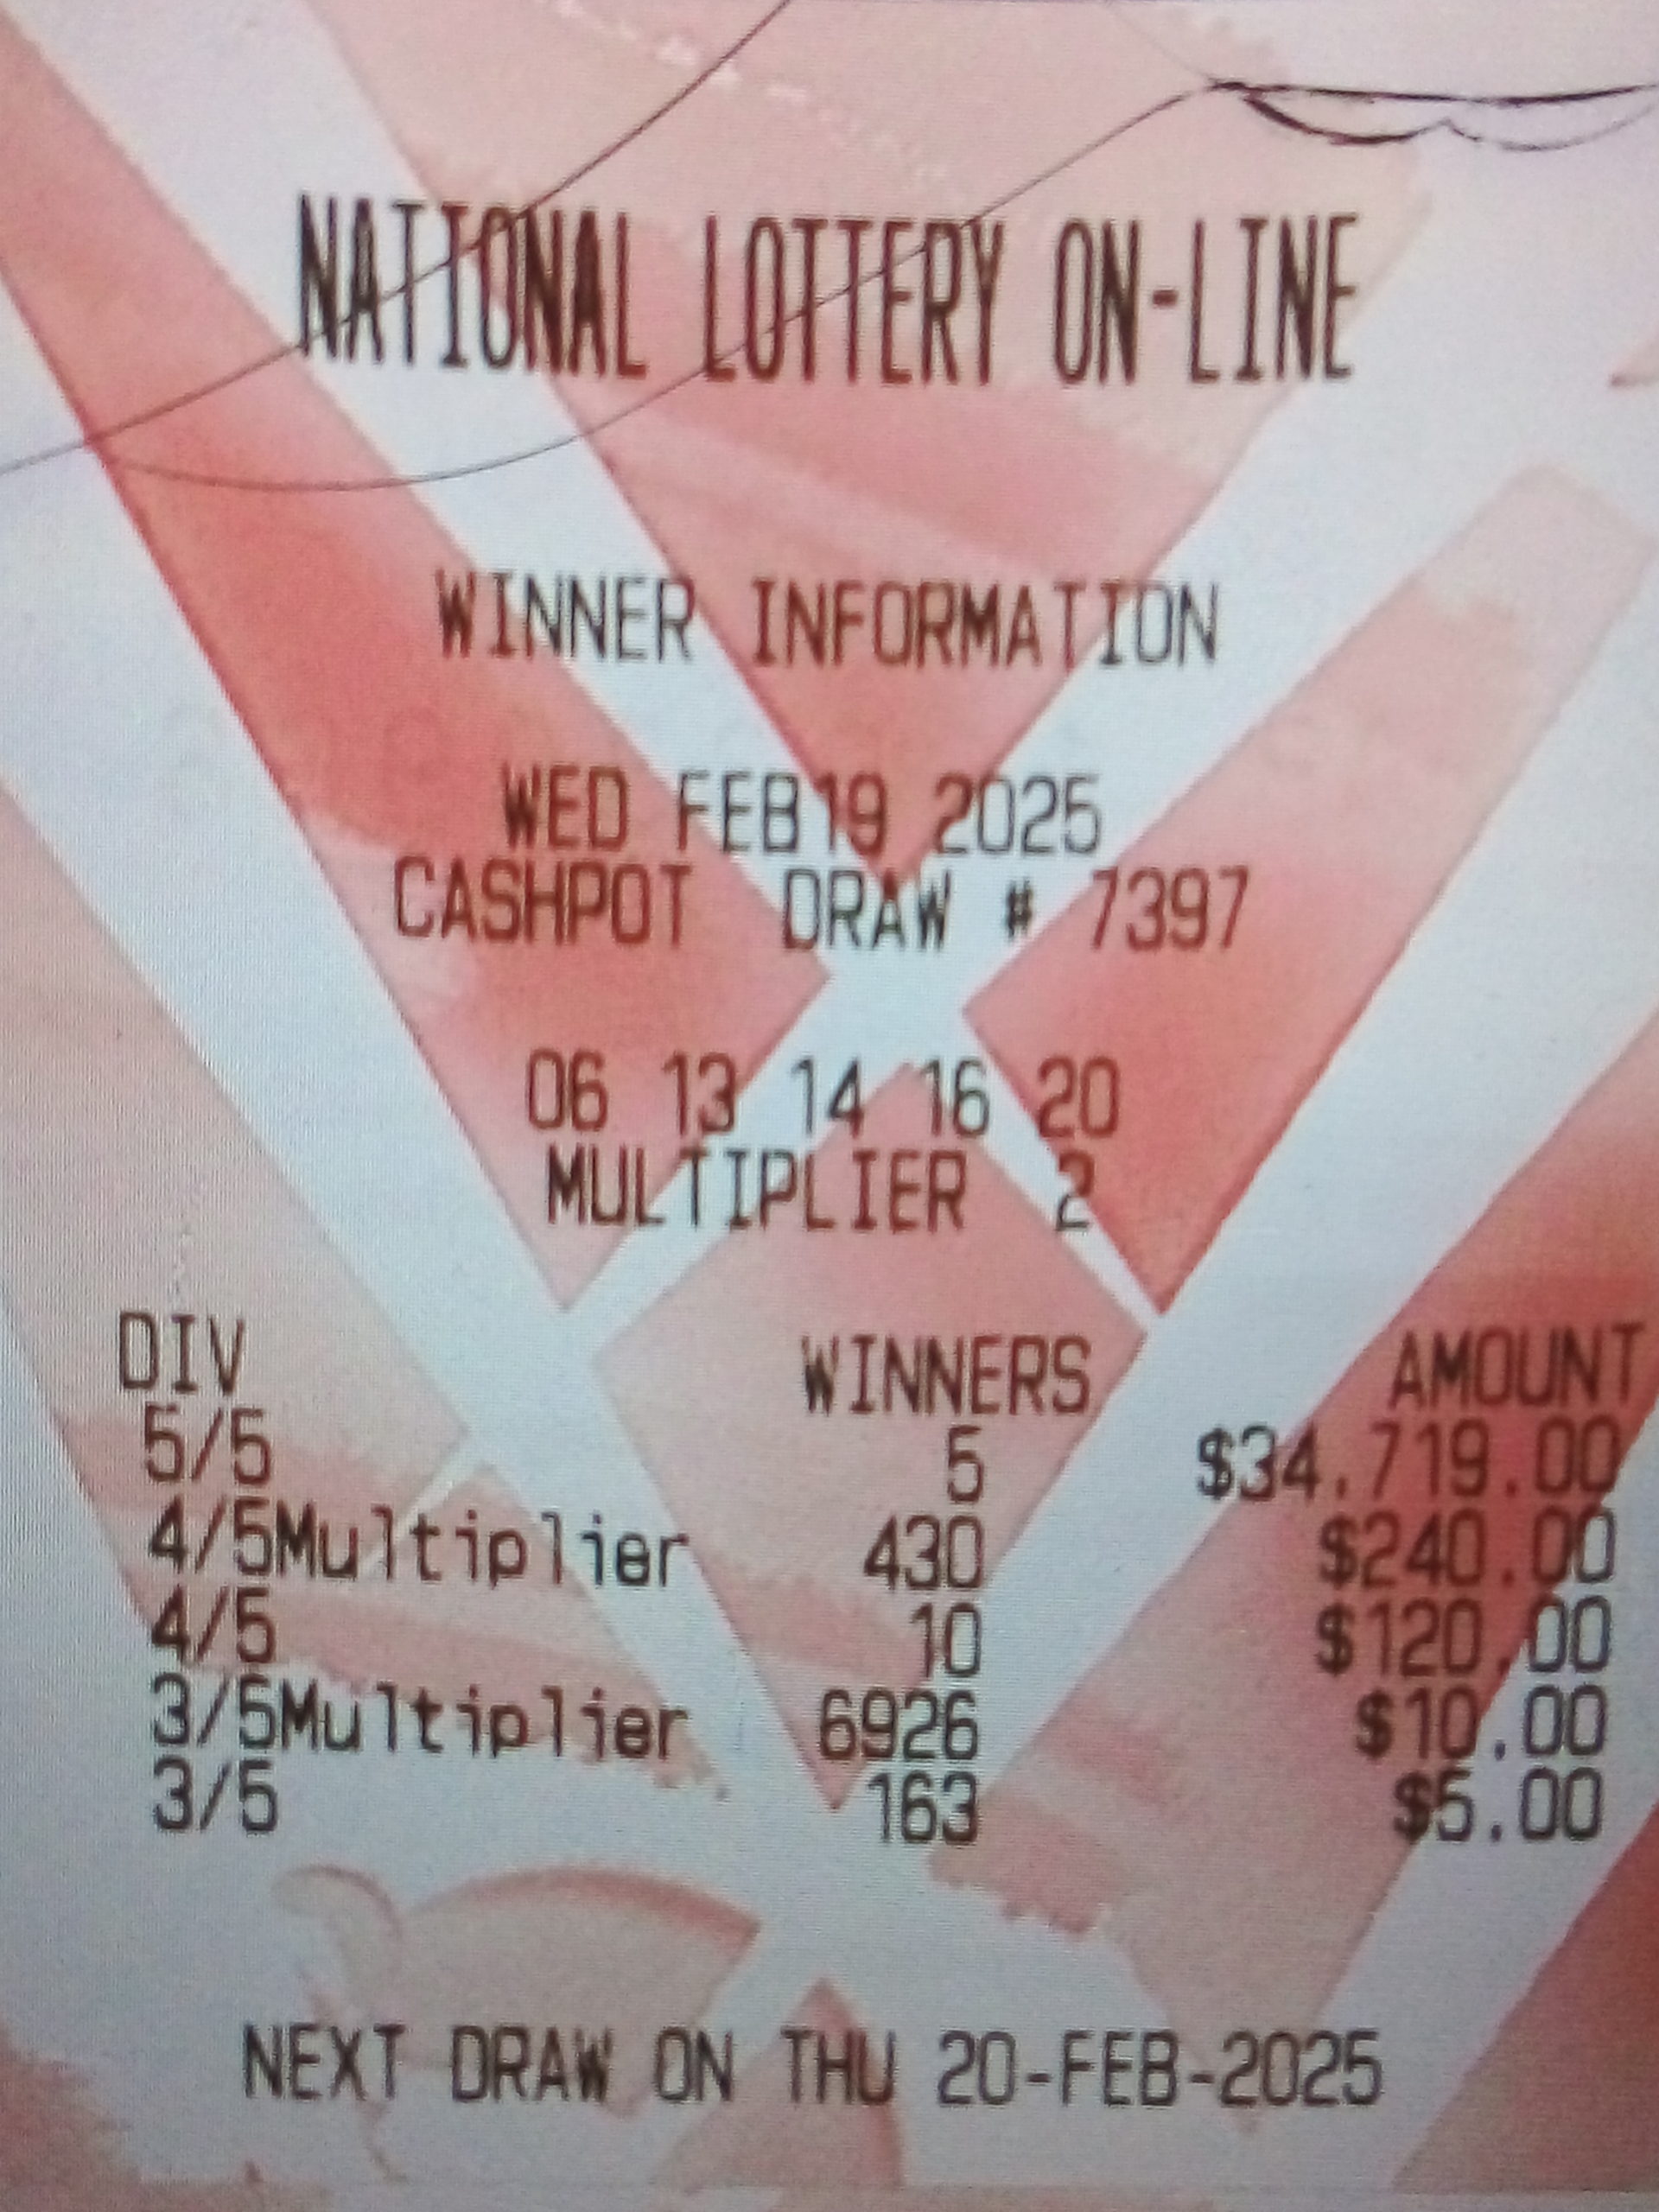 NATIONAL LOTTERY ON-LINE
WINNER INFORMATION
WED FEB19 2025
CASHPOT DRAW # 7397
06 13 14 16 20
MULTIPLIER 2
DIV WINNERS AMOUNT
5/5 5 $34,719.00
4/5Multiplier 430 $240.00
4/5 10 $120.00
3/5Multiplier 6926 $10.00
3/5 163 $5.00
NEXT DRAW ON THU 20-FEB-2025